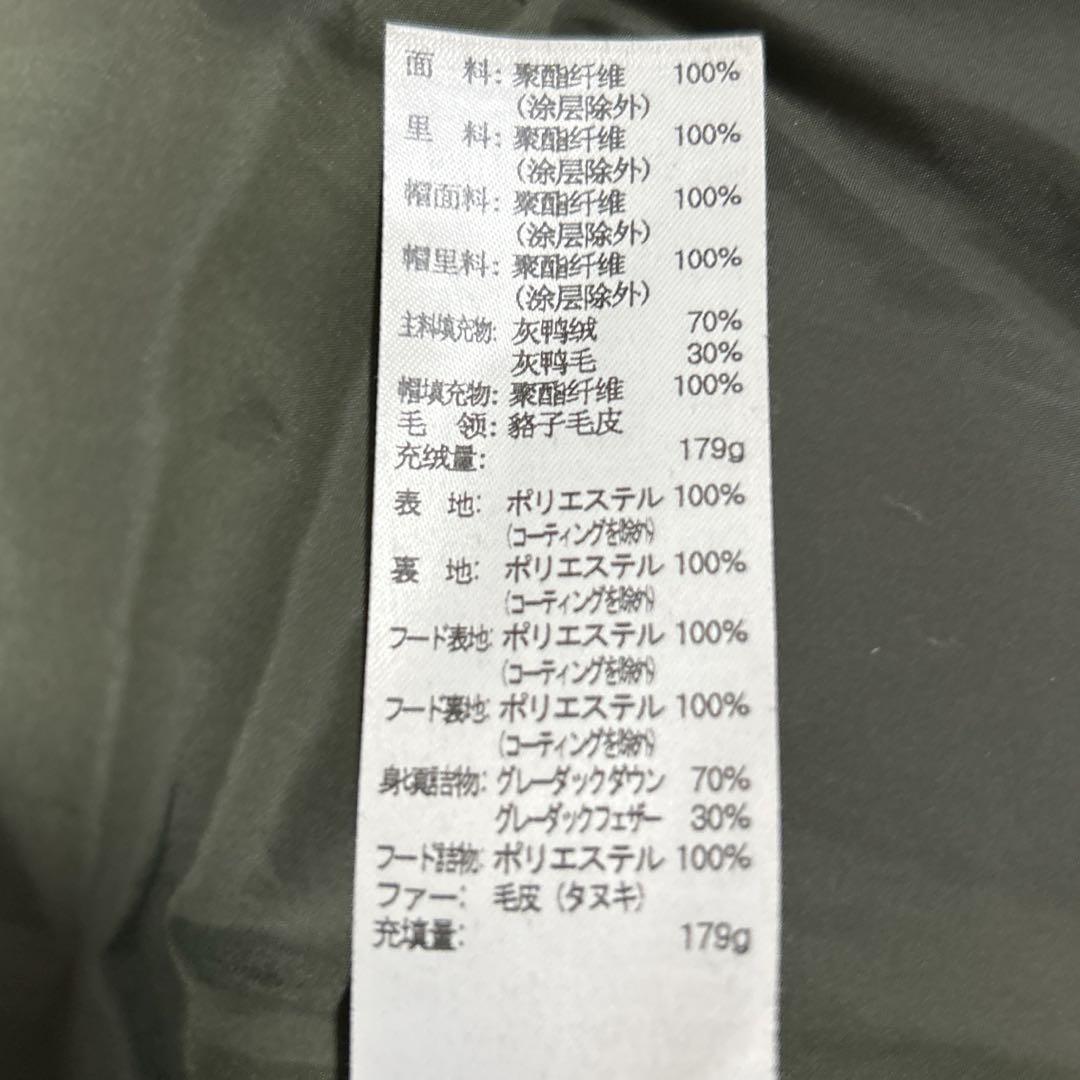 面　料: 聚酯纤维 100%
(涂层除外)
里　料: 聚酯纤维 100%
(涂层除外)
帽面料: 聚酯纤维 100%
(涂层除外)
帽里料: 聚酯纤维 100%
(涂层除外)
主料填充物: 灰鸭绒 70%
灰鸭毛 30%
帽填充物: 聚酯纤维 100%
毛　领: 貉子毛皮
充绒量: 179g
表　地: ポリエステル 100%
(コーティングを除外)
裏　地: ポリエステル 100%
(コーティングを除外)
フード表地: ポリエステル 100%
(コーティングを除外)
フード裏地: ポリエステル 100%
(コーティングを除外)
身頃詰物: グレーダックダウン 70%
グレーダックフェザー 30%
フード詰物: ポリエステル 100%
ファー: 毛皮 (タヌキ)
充填量: 179g